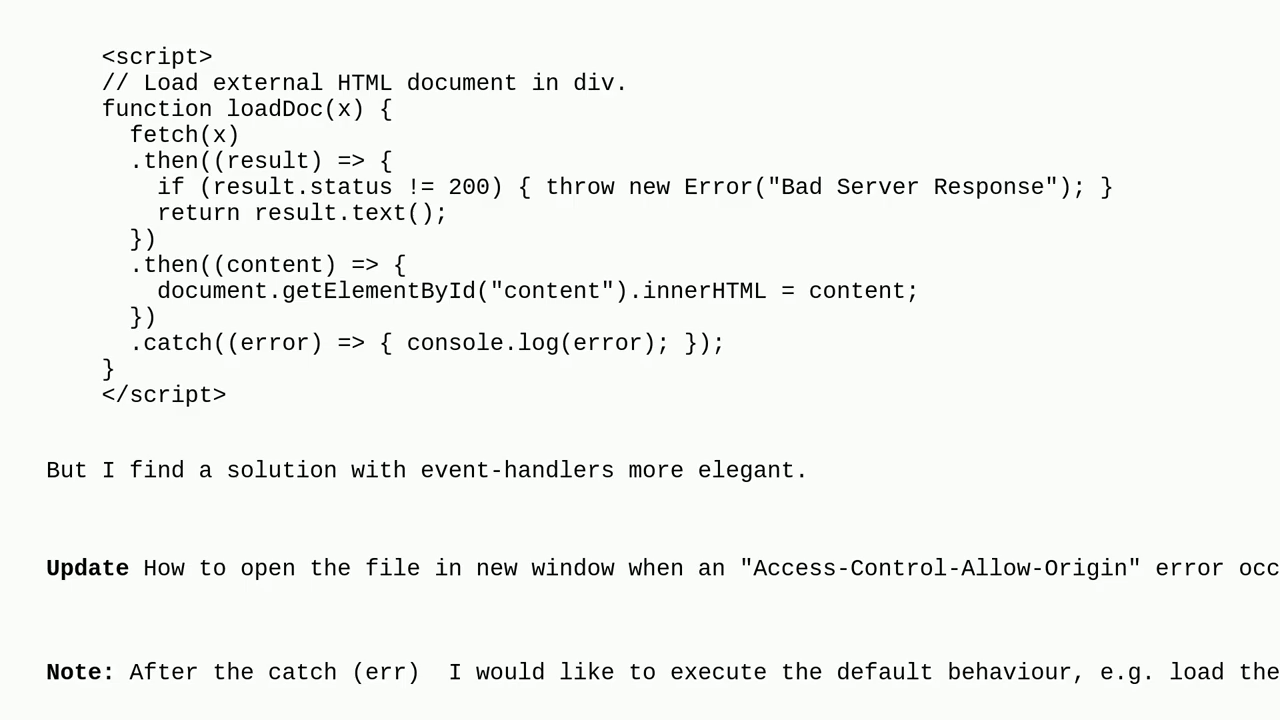 <script>
// Load external HTML document in div.
function loadDoc(x) {
  fetch(x)
  .then((result) => {
    if (result.status != 200) { throw new Error("Bad Server Response"); }
    return result.text();
  })
  .then((content) => {
    document.getElementById("content").innerHTML = content;
  })
  .catch((error) => { console.log(error); });
}
</script>
But I find a solution with event-handlers more elegant.
Update How to open the file in new window when an "Access-Control-Allow-Origin" error occ
Note: After the catch (err)  I would like to execute the default behaviour, e.g. load the